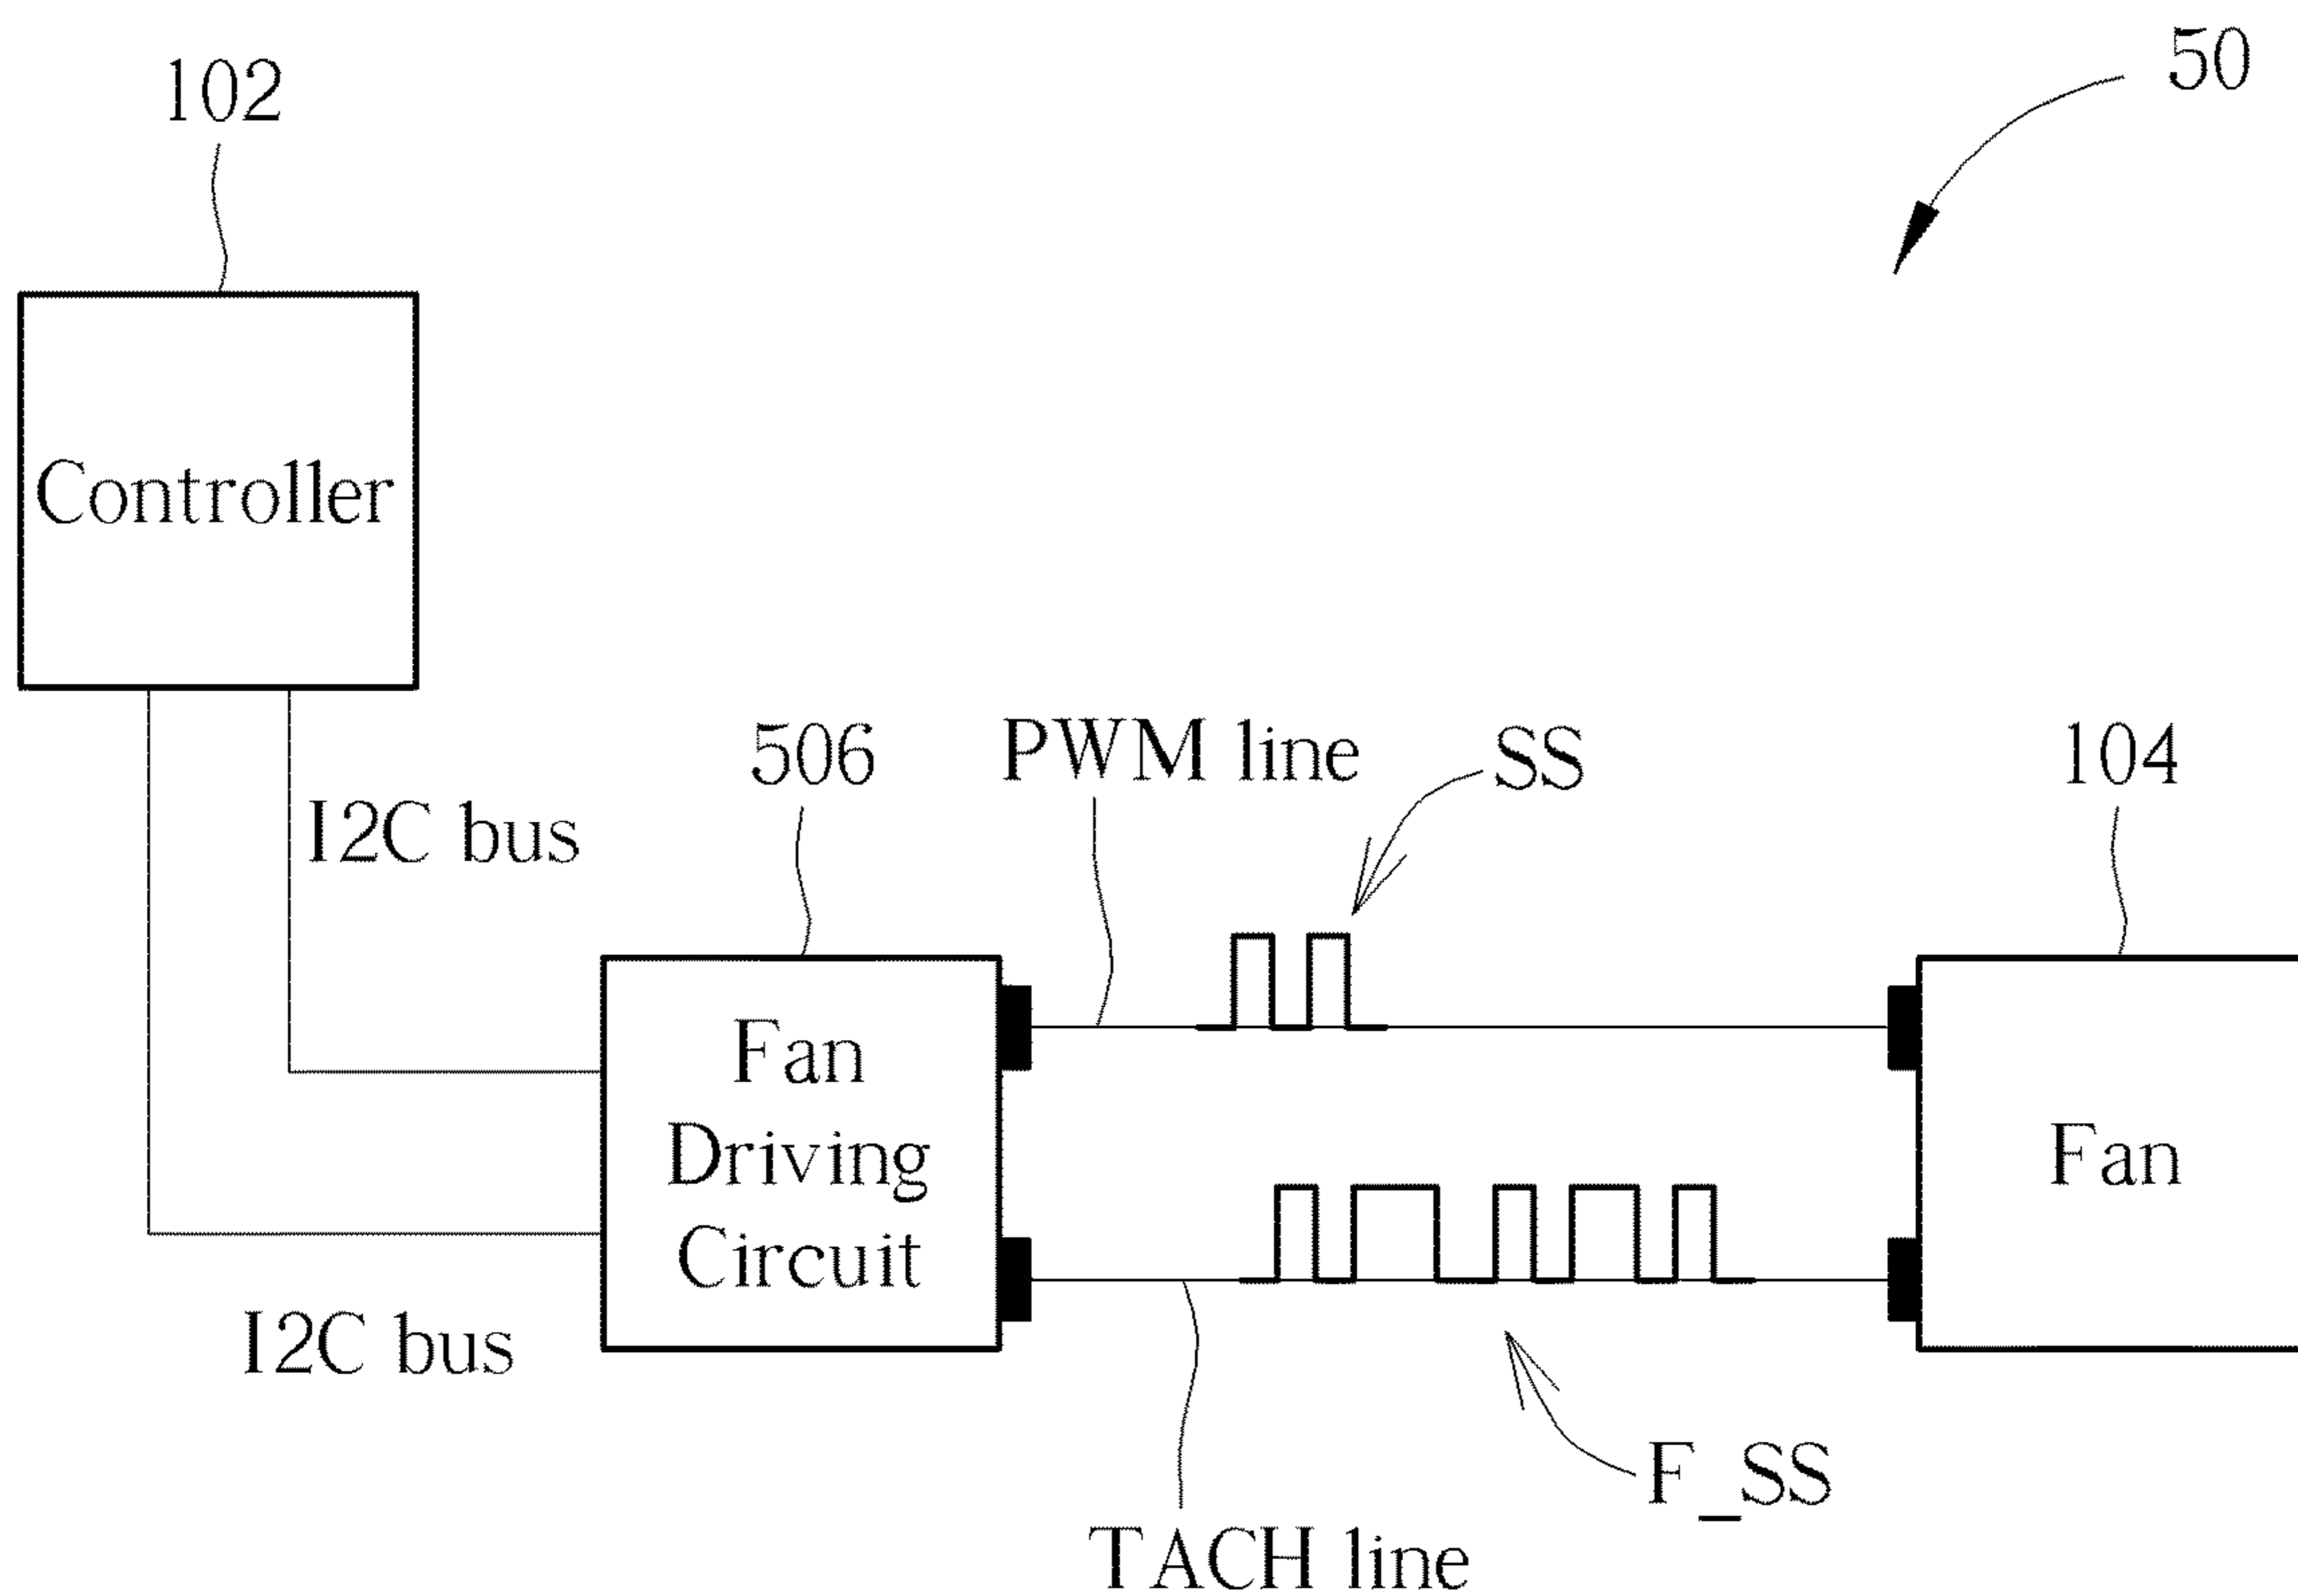 50
102
Controller
I2C bus
506
PWM line
SS
104
Fan
Driving
Circuit
Fan
I2C bus
F_SS
TACH line